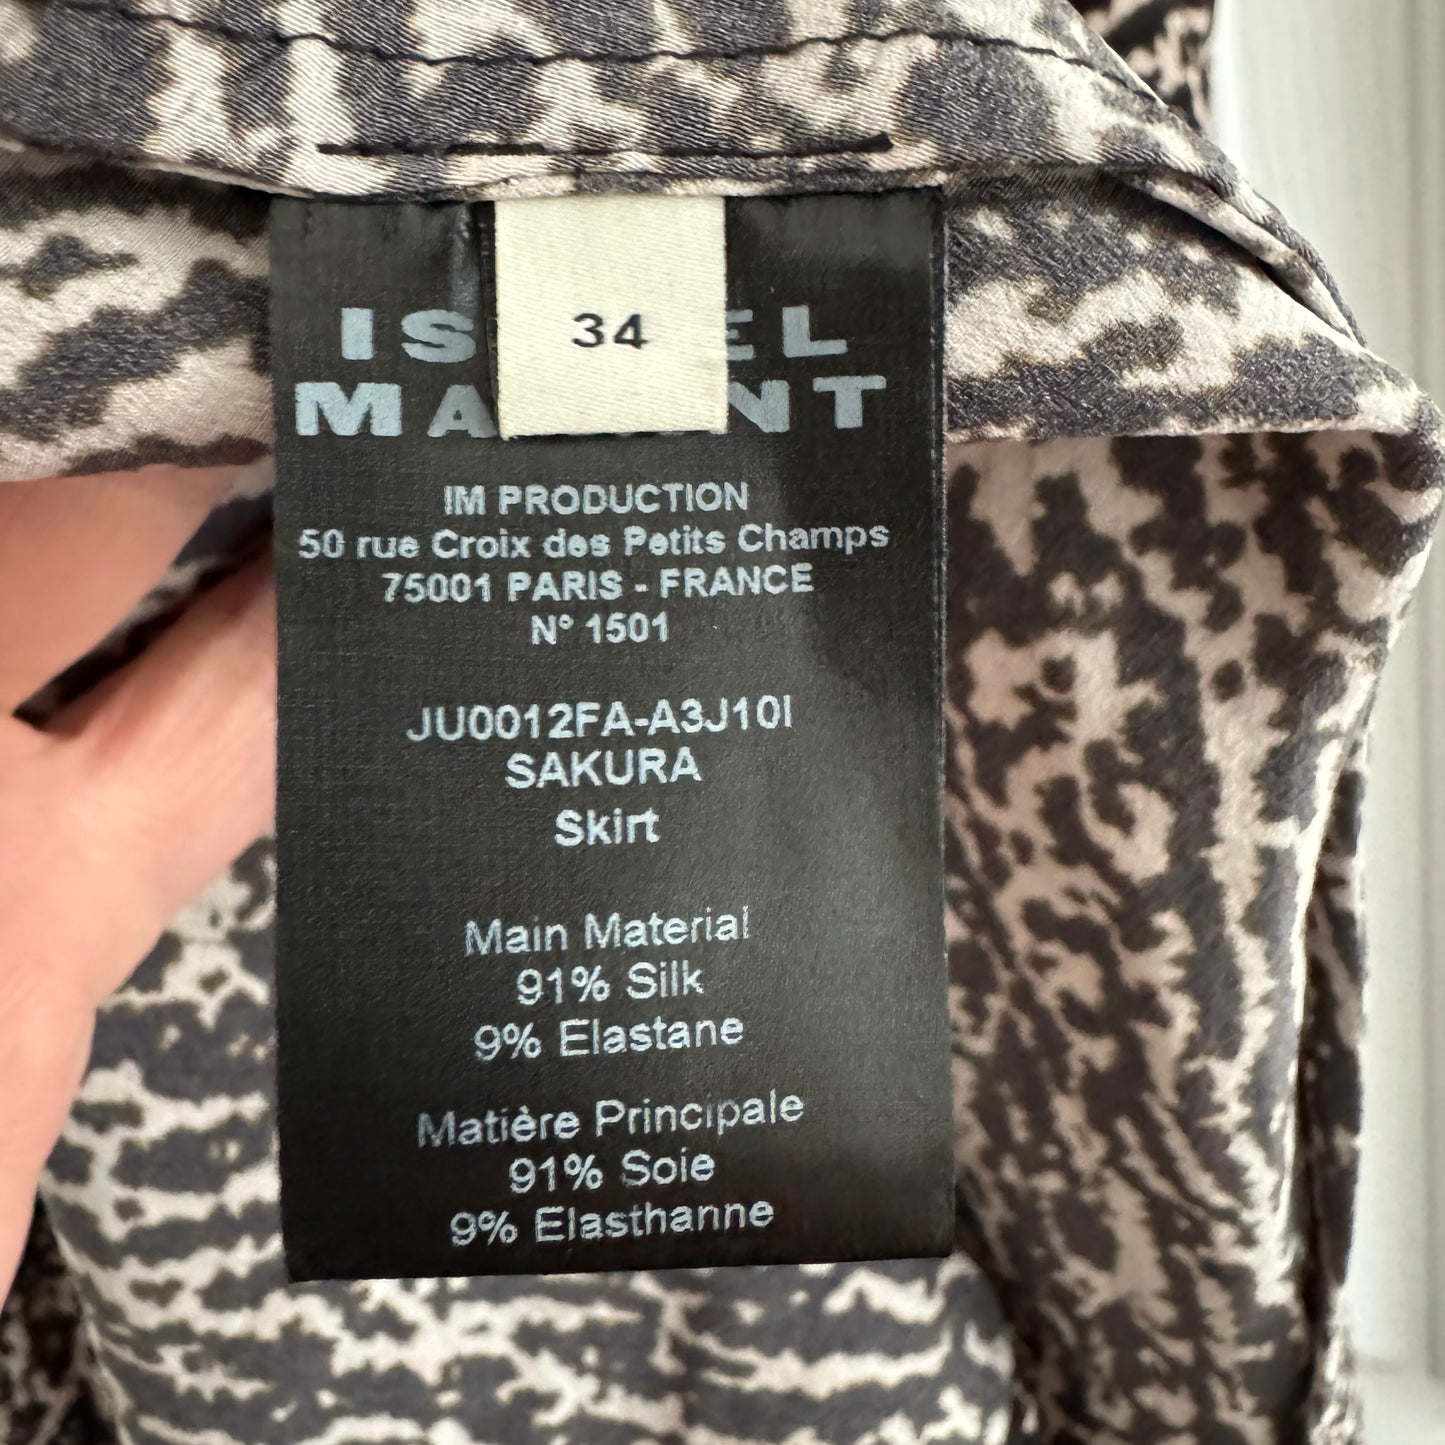 34
IM PRODUCTION
50 rue Croix des Petits Champs
75001 PARIS - FRANCE
N° 1501
JU0012FA-A3J10I
SAKURA
Skirt
Main Material
91% Silk
9% Elastane
Matière Principale
91% Soie
9% Elasthanne